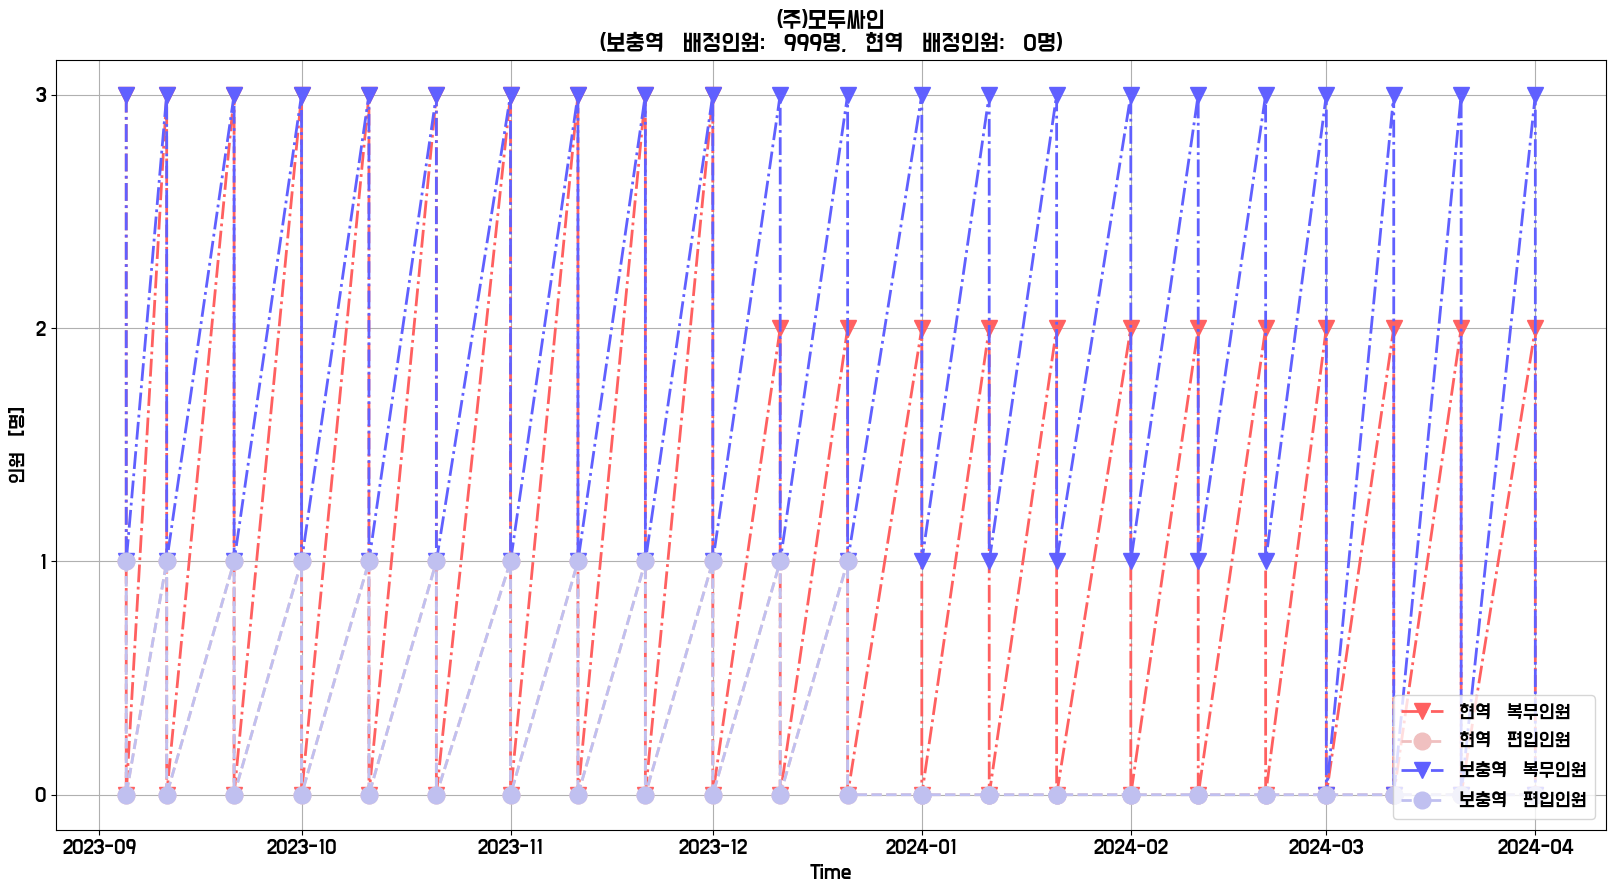 (주)모두싸인
(보충역 배정인원: 999명, 현역 배정인원: 0명)
3
2
1
0
인원 [명]
2023-09 2023-10 2023-11 2023-12 2024-01 2024-02 2024-03 2024-04
Time
현역 복무인원
현역 편입인원
보충역 복무인원
보충역 편입인원